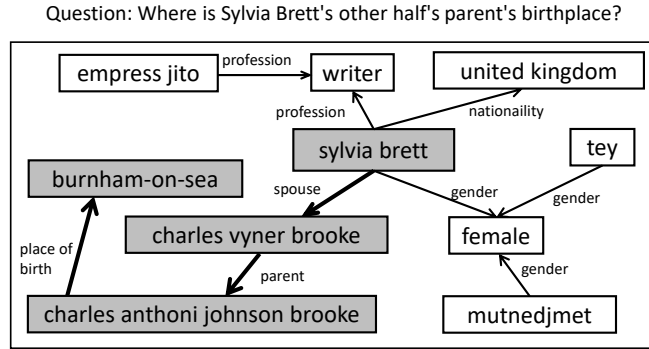 Question: Where is Sylvia Brett's other half's parent's birthplace?
empress jito
profession
writer
united kingdom
profession
nationaility
sylvia brett
tey
burnham-on-sea
spouse
gender
gender
place of
birth
charles vyner brooke
female
parent
gender
charles anthoni johnson brooke
mutnedjmet